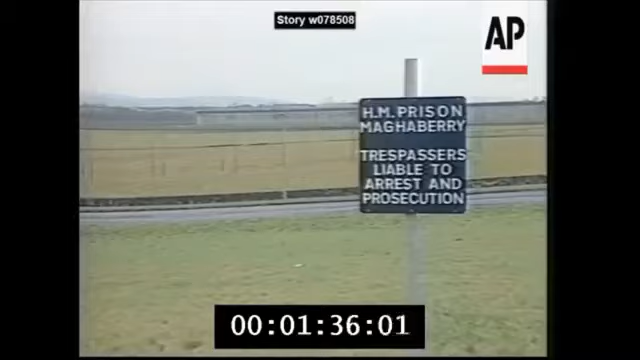 Story w078508
AP
H.M. PRISON
MAGHABERRY
TRESPASSERS
LIABLE TO
ARREST AND
PROSECUTION
00:01:36:01